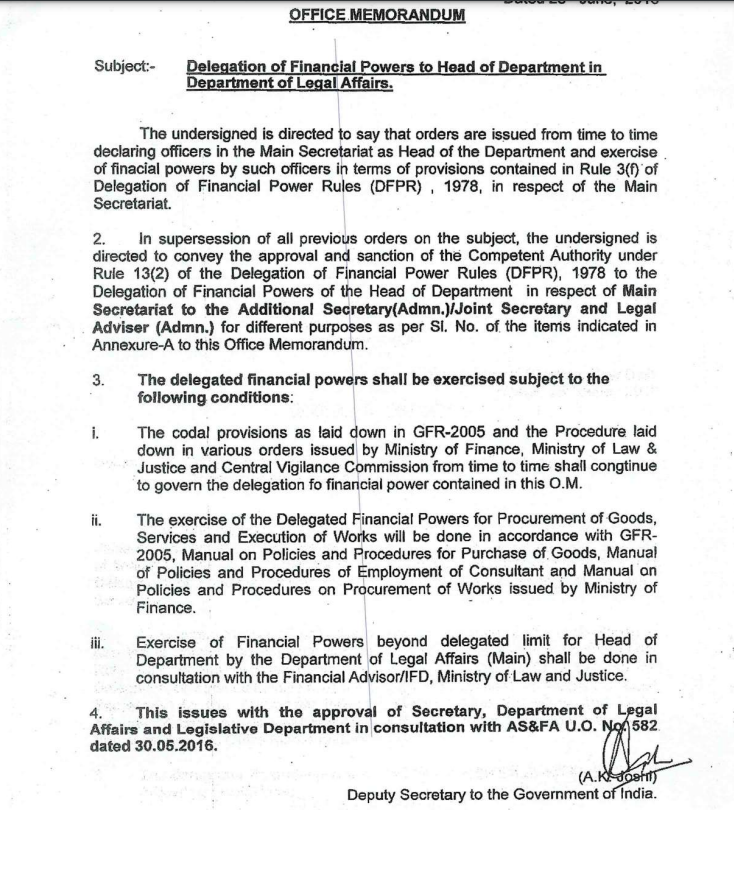 OFFICE MEMORANDUM
Subject:- Delegation of Financial Powers to Head of Department in
Department of Legal Affairs.
The undersigned is directed to say that orders are issued from time to time
declaring officers in the Main Secretariat as Head of the Department and exercise
of finacial powers by such officers in terms of provisions contained in Rule 3(f) of
Delegation of Financial Power Rules (DFPR) , 1978, in respect of the Main
Secretariat.
2. In supersession of all previous orders on the subject, the undersigned is
directed to convey the approval and sanction of the Competent Authority under
Rule 13(2) of the Delegation of Financial Power Rules (DFPR), 1978 to the
Delegation of Financial Powers of the Head of Department in respect of Main
Secretariat to the Additional Secretary(Admn.)/Joint Secretary and Legal
Adviser (Admn.) for different purposes as per Sl. No. of the items indicated in
Annexure-A to this Office Memorandum.
3. The delegated financial powers shall be exercised subject to the
following conditions:
i. The codal provisions as laid down in GFR-2005 and the Procedure laid
down in various orders issued by Ministry of Finance, Ministry of Law &
Justice and Central Vigilance Commission from time to time shall congtinue
to govern the delegation fo financial power contained in this O.M.
ii. The exercise of the Delegated Financial Powers for Procurement of Goods,
Services and Execution of Works will be done in accordance with GFR-
2005, Manual on Policies and Procedures for Purchase of Goods, Manual
of Policies and Procedures of Employment of Consultant and Manual on
Policies and Procedures on Procurement of Works issued by Ministry of
Finance.
iii. Exercise of Financial Powers beyond delegated limit for Head of
Department by the Department of Legal Affairs (Main) shall be done in
consultation with the Financial Advisor/IFD, Ministry of Law and Justice.
4. This issues with the approval of Secretary, Department of Legal
Affairs and Legislative Department in consultation with AS&FA U.O. No. 582
dated 30.05.2016.
(A.K. Joshi)
Deputy Secretary to the Government of India.